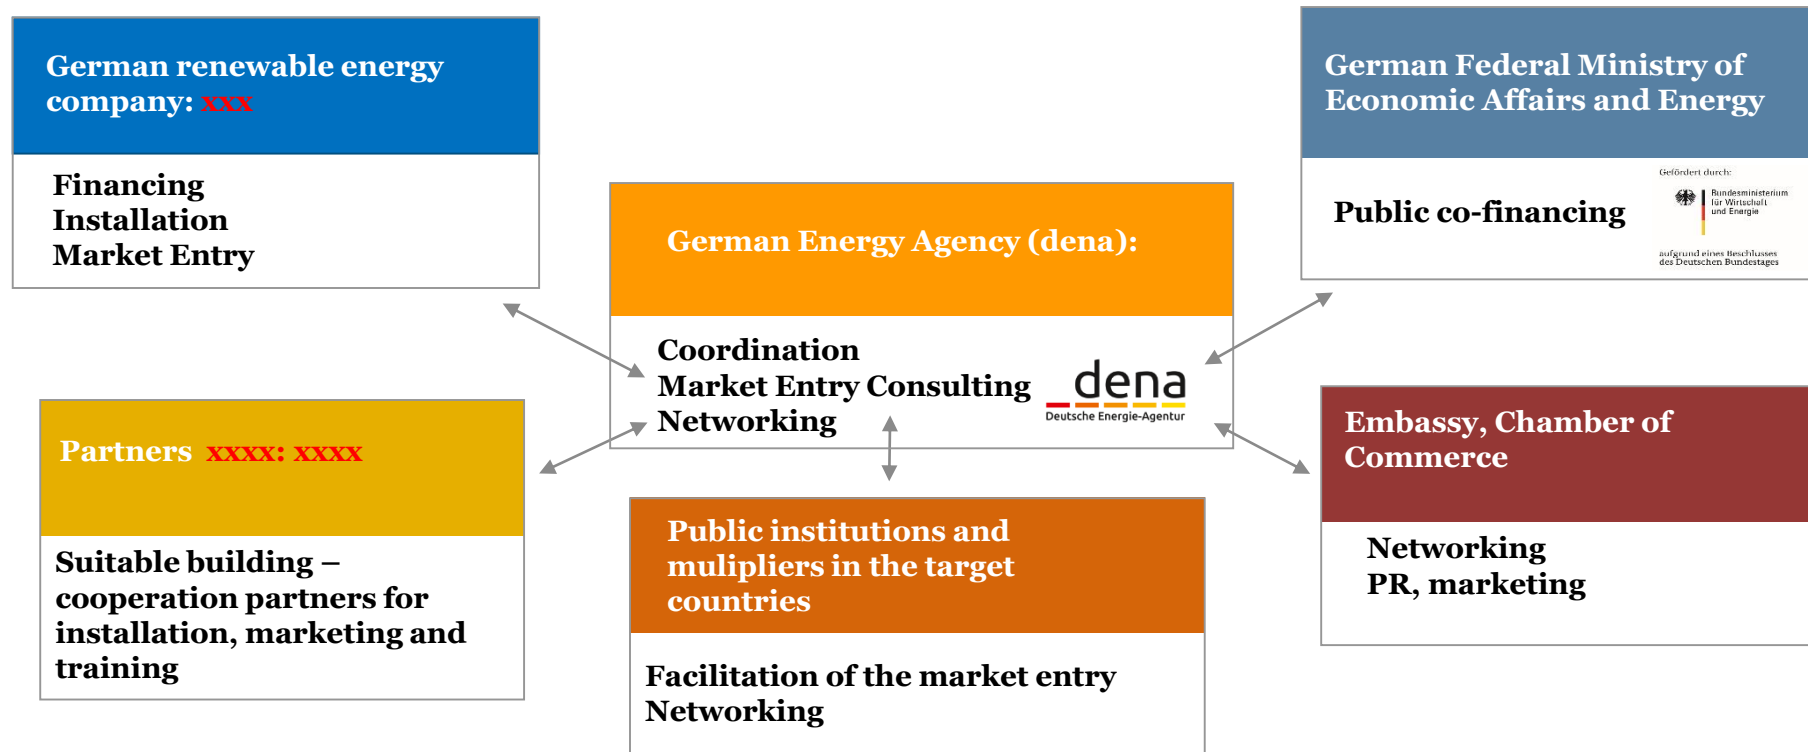 German renewable energy
company: xxx
Financing
Installation
Market Entry
German Federal Ministry of
Economic Affairs and Energy
Public co-financing
Gefördert durch:
Bundesministerium
für Wirtschaft
und Energie
aufgrund eines Beschlusses
des Deutschen Bundestages
German Energy Agency (dena):
Coordination
Market Entry Consulting
Networking
dena
Deutsche Energie-Agentur
Partners xxxx: xxxx
Suitable building –
cooperation partners for
installation, marketing and
training
Public institutions and
mulipliers in the target
countries
Facilitation of the market entry
Networking
Embassy, Chamber of
Commerce
Networking
PR, marketing